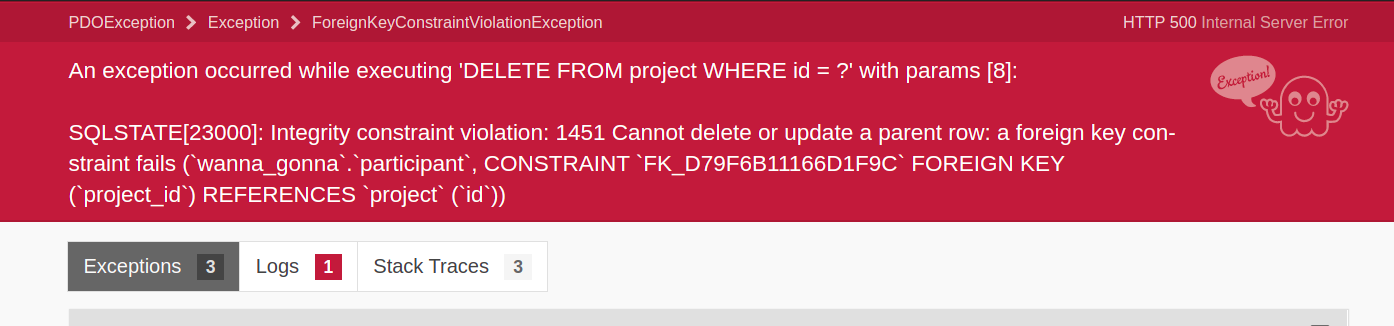 PDOException > Exception > ForeignKeyConstraintViolationException HTTP 500 Internal Server Error
An exception occurred while executing 'DELETE FROM project WHERE id = ?' with params [8]:
Exception!
SQLSTATE[23000]: Integrity constraint violation: 1451 Cannot delete or update a parent row: a foreign key con-
straint fails (`wanna_gonna`.`participant`, CONSTRAINT `FK_D79F6B11166D1F9C` FOREIGN KEY
(`project_id`) REFERENCES `project` (`id`))
Exceptions 3 Logs 1 Stack Traces 3